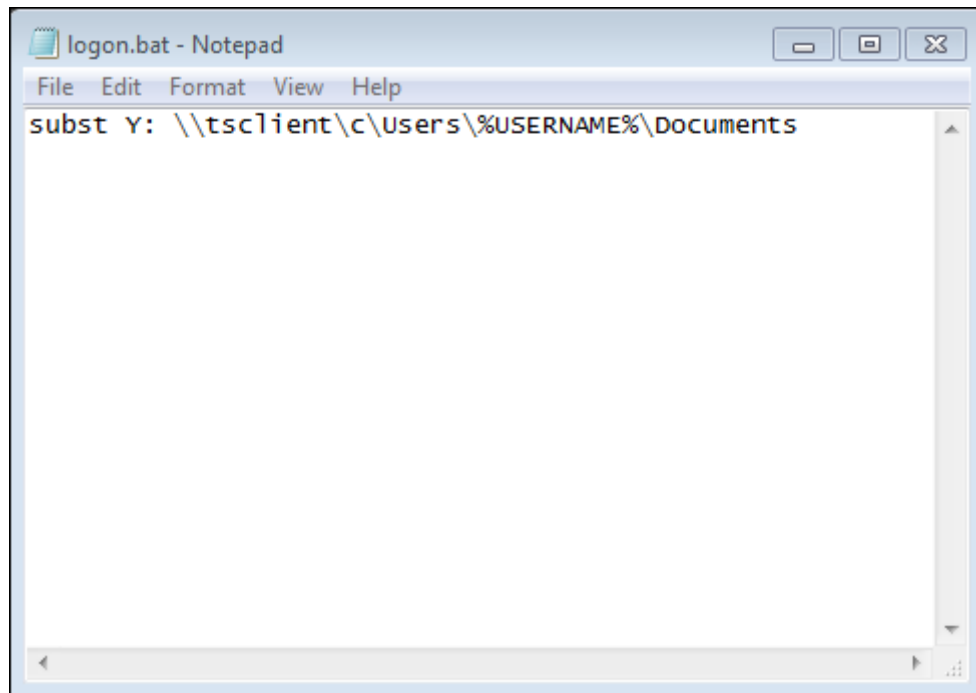 logon.bat - Notepad
File Edit Format View Help
subst Y: \\tsclient\c\Users\%USERNAME%\Documents